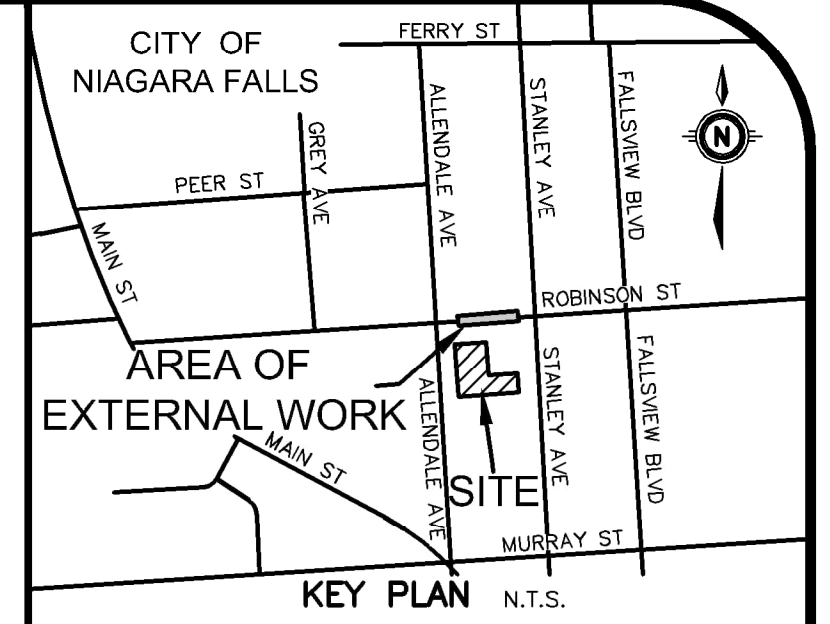 CITY OF
NIAGARA FALLS
FERRY ST
ALLENDALE AVE
STANLEY AVE
FALLSVIEW BLVD
N
GREY AVE
PEER ST
MAIN ST
ROBINSON ST
AREA OF
EXTERNAL WORK
ALLENDALE AVE
STANLEY AVE
FALLSVIEW BLVD
MAIN ST
SITE
MURRAY ST
KEY PLAN N.T.S.